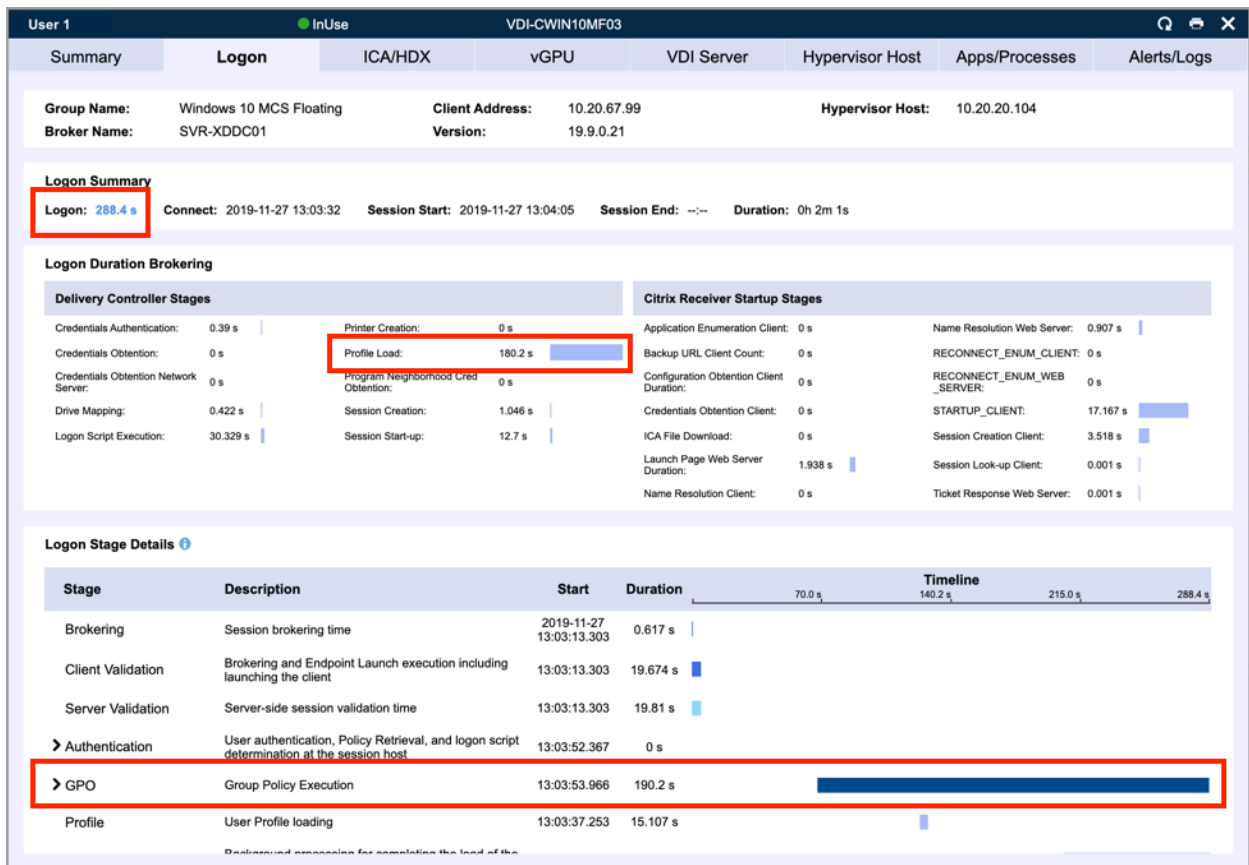 User 1 InUse VDI-CWIN10MF03
Summary Logon ICA/HDX vGPU VDI Server Hypervisor Host Apps/Processes Alerts/Logs
Group Name: Windows 10 MCS Floating Client Address: 10.20.67.99 Hypervisor Host: 10.20.20.104
Broker Name: SVR-XDDC01 Version: 19.9.0.21
Logon Summary
Logon: 288.4 s Connect: 2019-11-27 13:03:32 Session Start: 2019-11-27 13:04:05 Session End: --:-- Duration: 0h 2m 1s
Logon Duration Brokering
Delivery Controller Stages
Credentials Authentication: 0.39 s
Credentials Obtention: 0 s
Credentials Obtention Network
Server: 0 s
Drive Mapping: 0.422 s
Logon Script Execution: 30.329 s
Printer Creation: 0 s
Profile Load: 180.2 s
Program Neighborhood Cred
Obtention: 0 s
Session Creation: 1.046 s
Session Start-up: 12.7 s
Citrix Receiver Startup Stages
Application Enumeration Client: 0 s
Backup URL Client Count: 0 s
Configuration Obtention Client
Duration: 0 s
Credentials Obtention Client: 0 s
ICA File Download: 0 s
Launch Page Web Server
Duration: 1.938 s
Name Resolution Client: 0 s
Name Resolution Web Server: 0.907 s
RECONNECT_ENUM_CLIENT: 0 s
RECONNECT_ENUM_WEB
_SERVER: 0 s
STARTUP_CLIENT: 17.167 s
Session Creation Client: 3.518 s
Session Look-up Client: 0.001 s
Ticket Response Web Server: 0.001 s
Logon Stage Details
Stage Description Start Duration Timeline
70.0 s 140.2 s 215.0 s 288.4 s
Brokering Session brokering time 2019-11-27
13:03:13.303 0.617 s
Client Validation Brokering and Endpoint Launch execution including
launching the client 13:03:13.303 19.674 s
Server Validation Server-side session validation time 13:03:13.303 19.81 s
Authentication User authentication, Policy Retrieval, and logon script
determination at the session host 13:03:52.367 0 s
GPO Group Policy Execution 13:03:53.966 190.2 s
Profile User Profile loading 13:03:37.253 15.107 s
Background processing for completing the load of the